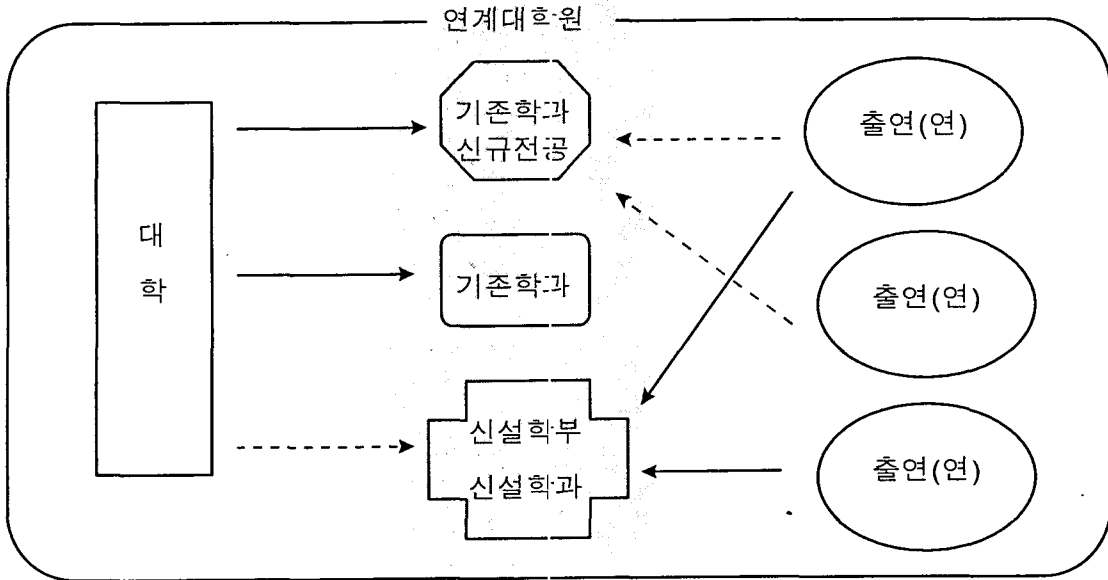 연계대학원
기존학과
신규전공
출연(연)
대
학
기존학과
출연(연)
신설학부
신설학과
출연(연)